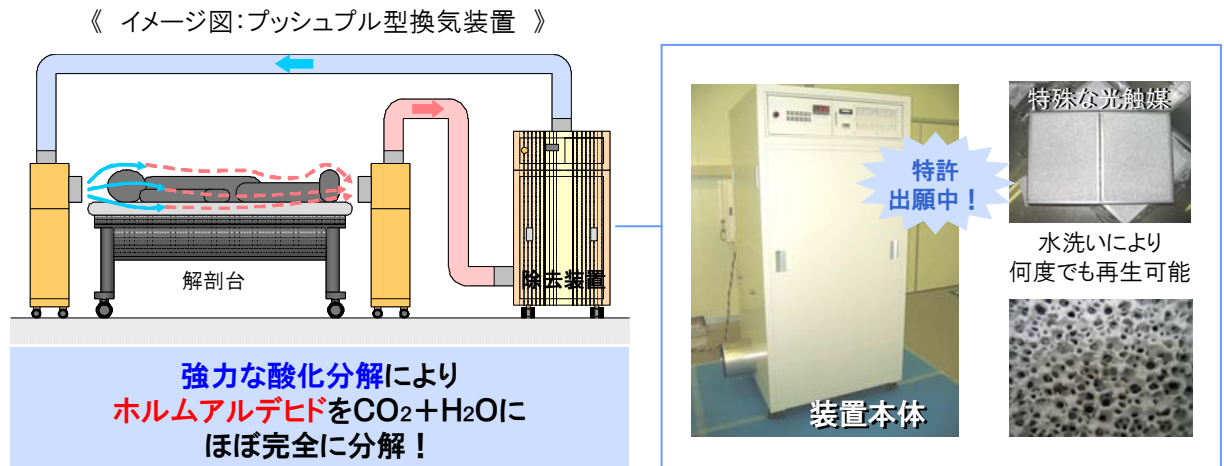 《 イメージ図:プッシュプル型換気装置 》
解剖台
除去装置
強力な酸化分解により
ホルムアルデヒドをCO2+H2Oに
ほぼ完全に分解!
特許
出願中!
装置本体
特殊な光触媒
水洗いにより
何度でも再生可能